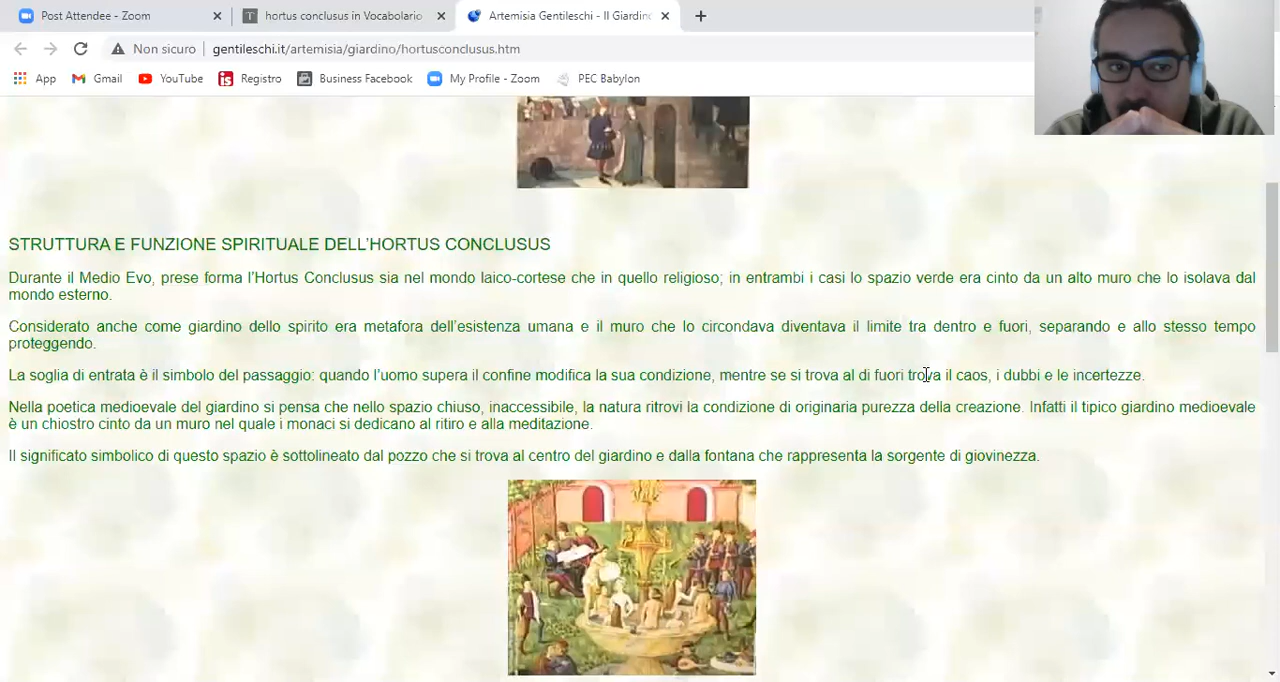 Post Attendee - Zoom
hortus conclusus in Vocabolario
Artemisia Gentileschi - Il Giardin
Non sicuro
gentileschi.it/artemisia/giardino/hortusconclusus.htm
App
Gmail
YouTube
is Registro
Business Facebook
My Profile - Zoom
PEC Babylon
STRUTTURA E FUNZIONE SPIRITUALE DELL'HORTUS CONCLUSUS
Durante il Medio Evo, prese forma l'Hortus Conclusus sia nel mondo laico-cortese che in quello religioso; in entrambi i casi lo spazio verde era cinto da un alto muro che lo isolava dal
mondo esterno.
Considerato anche come giardino dello spirito era metafora dell'esistenza umana e il muro che lo circondava diventava il limite tra dentro e fuori, separando e allo stesso tempo
proteggendo.
La soglia di entrata è il simbolo del passaggio: quando l'uomo supera il confine modifica la sua condizione, mentre se si trova al di fuori trova il caos, i dubbi e le incertezze.
Nella poetica medioevale del giardino si pensa che nello spazio chiuso, inaccessibile, la natura ritrovi la condizione di originaria purezza della creazione. Infatti il tipico giardino medioevale
è un chiostro cinto da un muro nel quale i monaci si dedicano al ritiro e alla meditazione.
Il significato simbolico di questo spazio è sottolineato dal pozzo che si trova al centro del giardino e dalla fontana che rappresenta la sorgente di giovinezza.